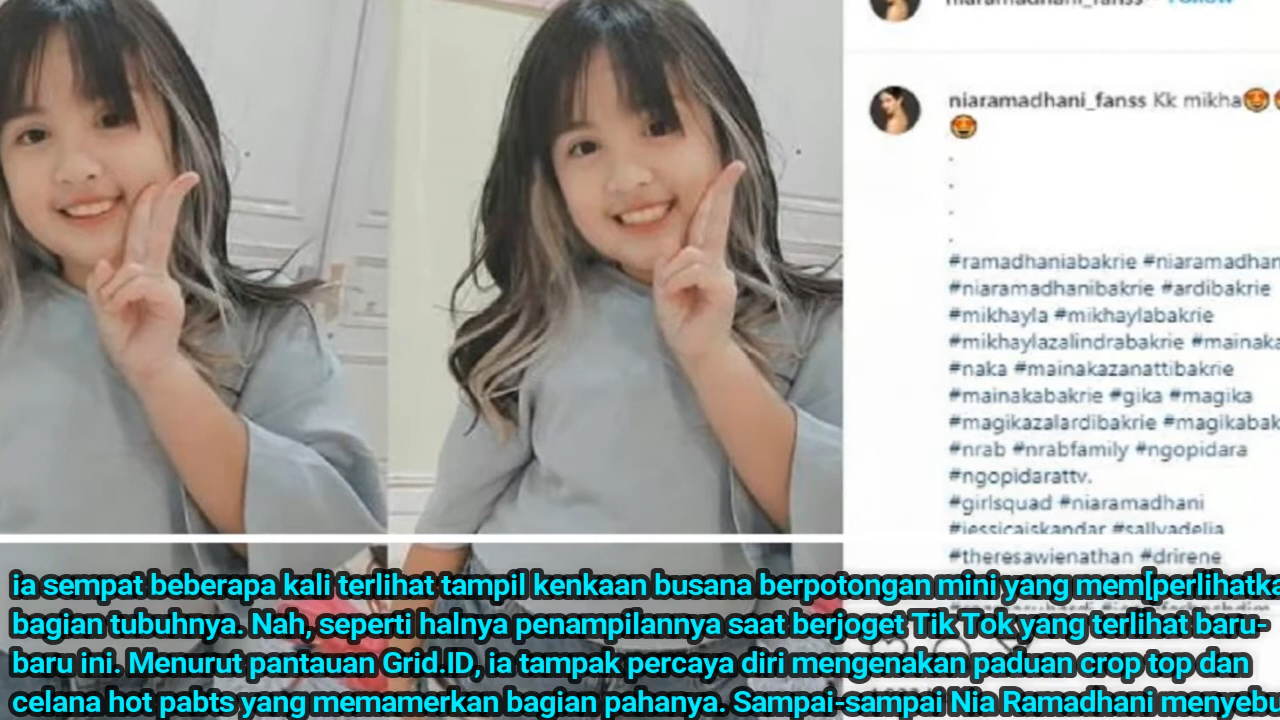 niaramadhani_fanss
niaramadhani_fanss Kk mikha🤩
🤩
.
.
.
.
#ramadhaniabakrie #niaramadhan
#niaramadhanibakrie #ardibakrie
#mikhayla #mikhaylabakrie
#mikhaylazalindrabakrie #mainaka
#naka #mainakazanattibakrie
#mainakabakrie #gika #magika
#magikazalardibakrie #magikabak
#nrab #nrabfamily #ngopidara
#ngopidarattv.
#girlsquad #niaramadhani
#jessicaiskandar #sallyadelia
#theresawienathan #drirene
ia sempat beberapa kali terlihat tampil kenkaan busana berpotongan mini yang mem[perlihatka
bagian tubuhnya. Nah, seperti halnya penampilannya saat berjoget Tik Tok yang terlihat baru-
baru ini. Menurut pantauan Grid.ID, ia tampak percaya diri mengenakan paduan crop top dan
celana hot pabts yang memamerkan bagian pahanya. Sampai-sampai Nia Ramadhani menyebu